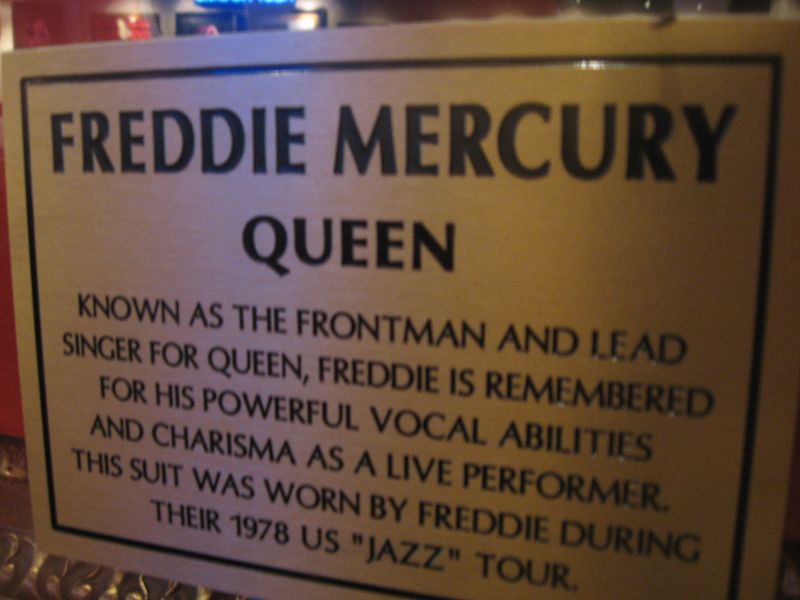 FREDDIE MERCURY
QUEEN
KNOWN AS THE FRONTMAN AND LEAD
SINGER FOR QUEEN, FREDDIE IS REMEMBERED
FOR HIS POWERFUL VOCAL ABILITIES
AND CHARISMA AS A LIVE PERFORMER.
THIS SUIT WAS WORN BY FREDDIE DURING
THEIR 1978 US "JAZZ" TOUR.